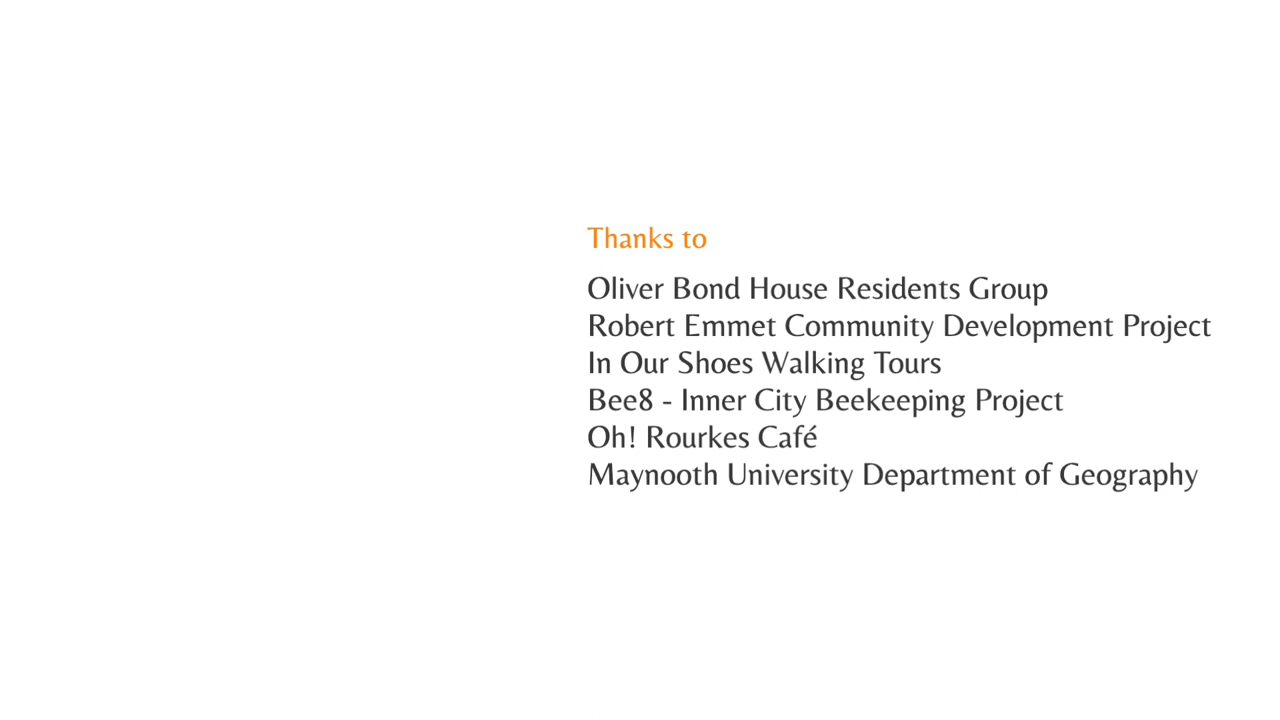 Thanks to
Oliver Bond House Residents Group
Robert Emmet Community Development Project
In Our Shoes Walking Tours
Bee8 - Inner City Beekeeping Project
Oh! Rourkes Café
Maynooth University Department of Geography